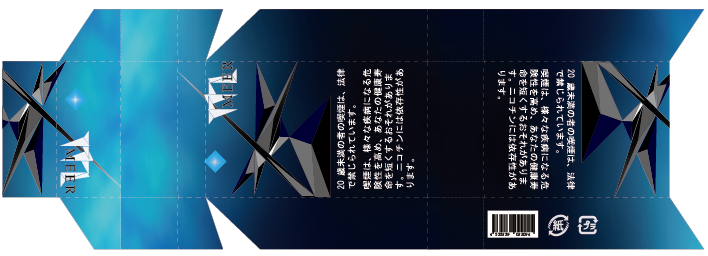 MEER
MEER
20 歳未満の者の喫煙は、法律
で禁じられています。
喫煙は、様々な疾病になる危
険性を高め、あなたの健康寿
命を短くするおそれがありま
す。ニコチンには依存性があ
ります。
20 歳未満の者の喫煙は、法律
で禁じられています。
喫煙は、様々な疾病になる危
険性を高め、あなたの健康寿
命を短くするおそれがありま
す。ニコチンには依存性があ
ります。
紙
プラ